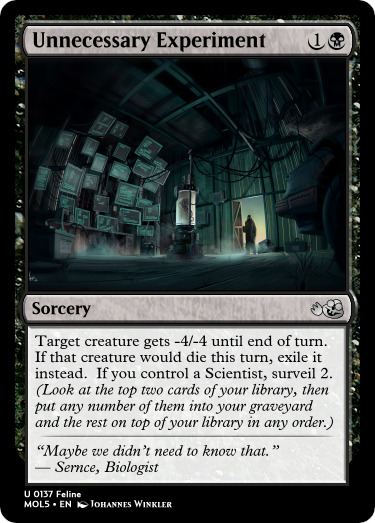 Unnecessary Experiment 1
Sorcery
Target creature gets -4/-4 until end of turn.
If that creature would die this turn, exile it
instead. If you control a Scientist, surveil 2.
(Look at the top two cards of your library, then
put any number of them into your graveyard
and the rest on top of your library in any order.)
“Maybe we didn’t need to know that.”
— Sernce, Biologist
U 0137 Feline
MOL5 • EN Johannes Winkler